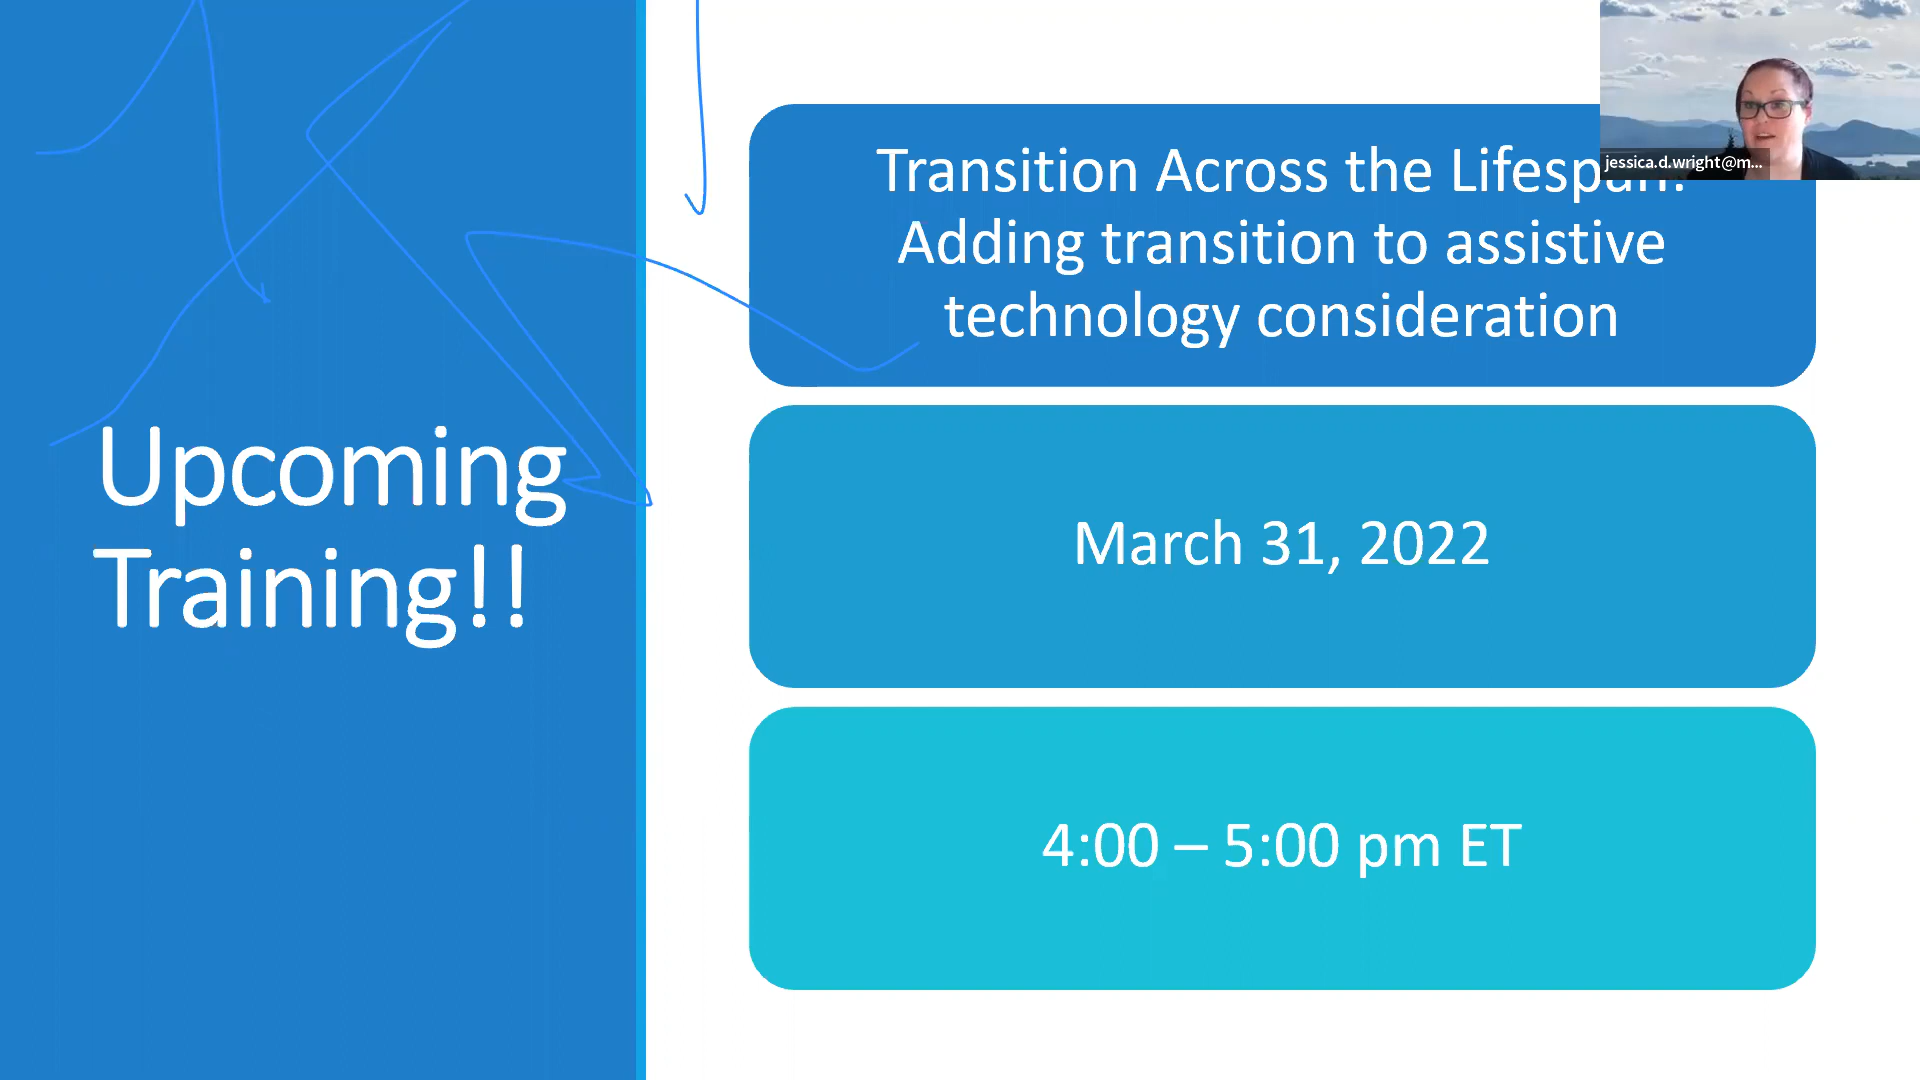 Upcoming
Training!!
Transition Across the Lifespan:
Adding transition to assistive
technology consideration
March 31, 2022
4:00 – 5:00 pm ET
jessica.d.wright@m...